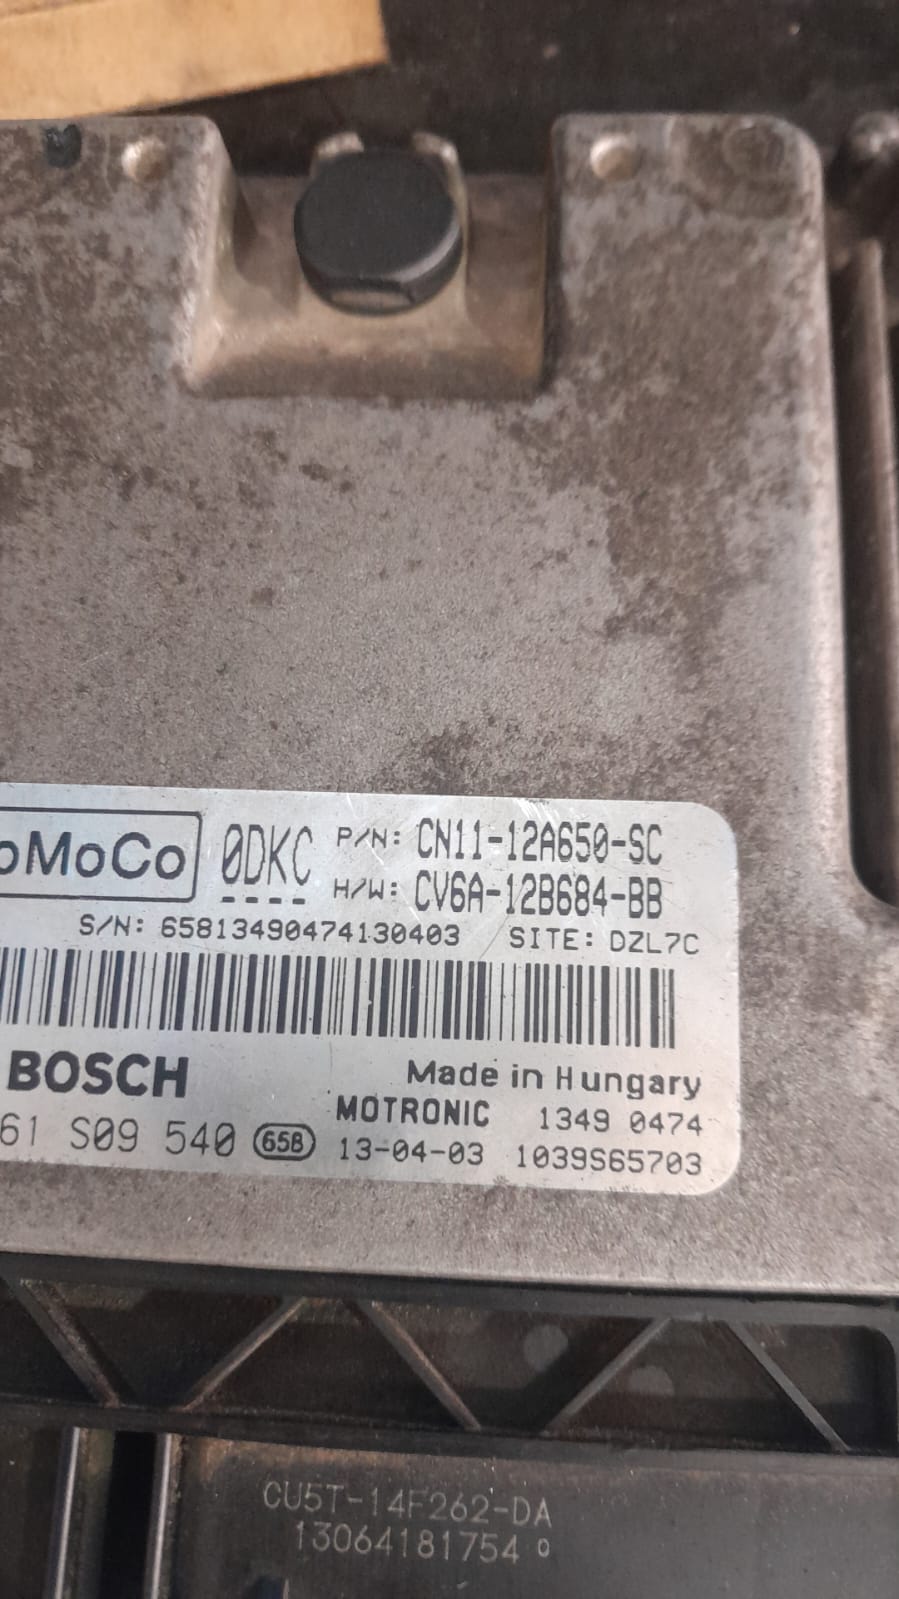 oMoCo 0DKC P/N: CN11-12A650-SC
H/W: CV6A-12B684-BB
S/N: 65813490474130403 SITE: DZL7C
BOSCH Made in Hungary
MOTRONIC 1349 0474
61 S09 540 65B 13-04-03 1039S65703
CU5T-14F262-DA
13064181754